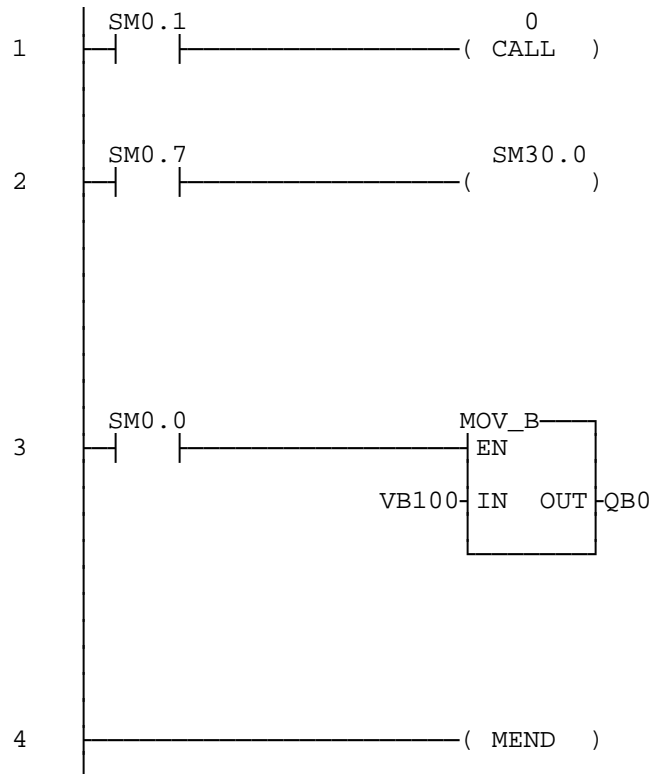 SM0.1 0
1 ( CALL )
SM0.7 SM30.0
2 ( )
SM0.0 MOV_B
3 EN
VB100 IN OUT QB0
4 ( MEND )